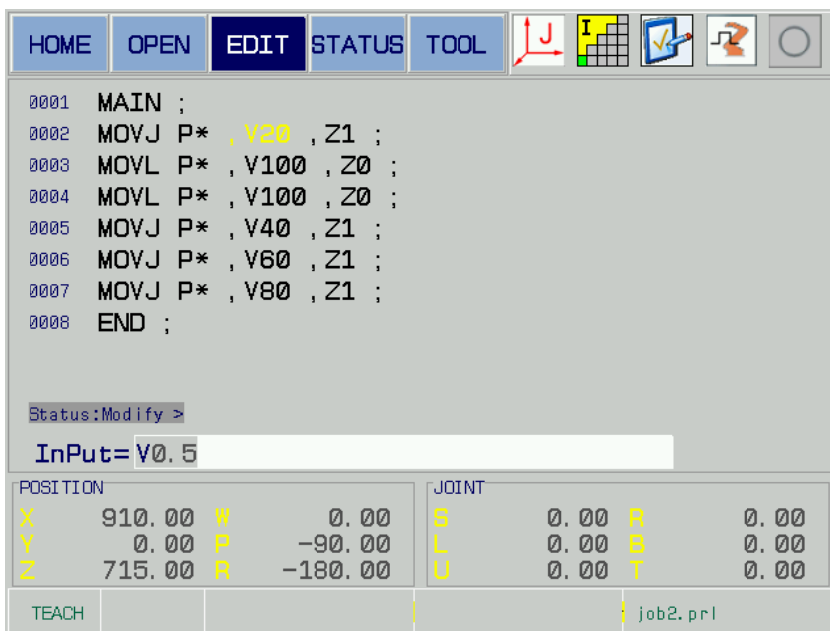 HOME OPEN EDIT STATUS TOOL J I
0001 MAIN ;
0002 MOVJ P* ,V20 ,Z1 ;
0003 MOVL P* ,V100 ,Z0 ;
0004 MOVL P* ,V100 ,Z0 ;
0005 MOVJ P* ,V40 ,Z1 ;
0006 MOVJ P* ,V60 ,Z1 ;
0007 MOVJ P* ,V80 ,Z1 ;
0008 END ;
Status:Modify >
InPut= V0.5
POSITION JOINT
X 910.00 W 0.00 S 0.00 R 0.00
Y 0.00 P -90.00 L 0.00 B 0.00
Z 715.00 R -180.00 U 0.00 T 0.00
TEACH job2.prl